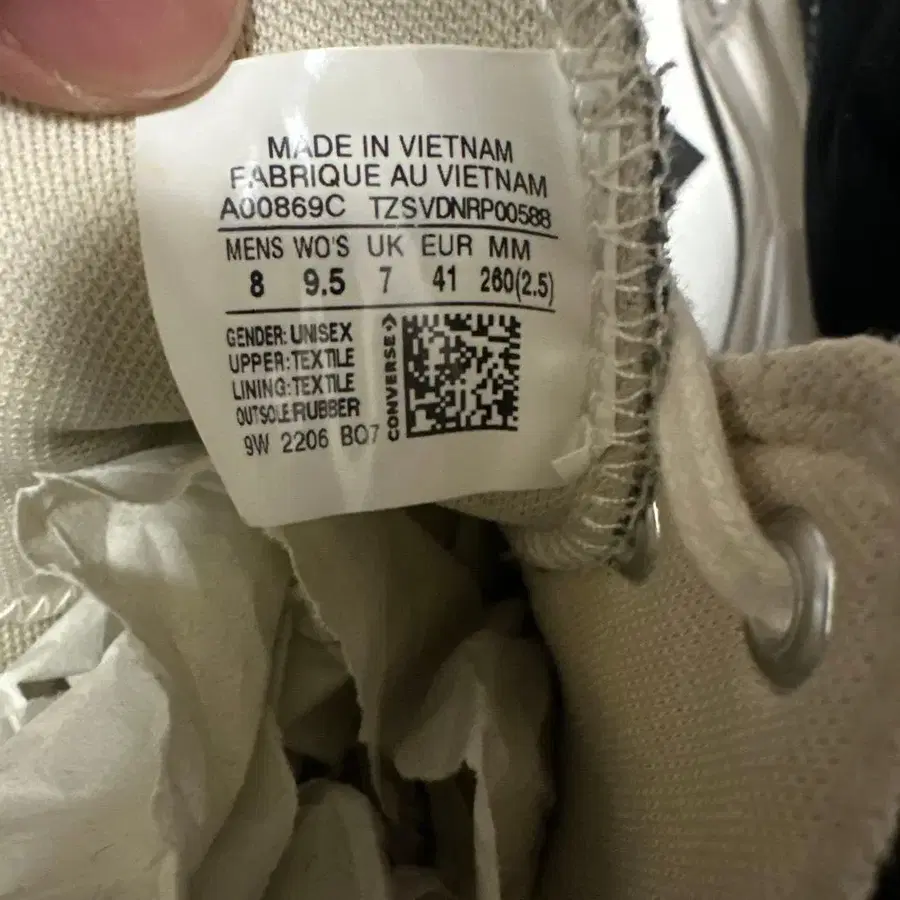 MADE IN VIETNAM
FABRIQUE AU VIETNAM
A00869C TZSVDNRP00588
MENS WO'S UK EUR MM
8 9.5 7 41 260(2.5)
GENDER: UNISEX
UPPER:TEXTILE
LINING:TEXTILE
OUTSOLE:RUBBER
9W 2206 BQ7
CONVERSE